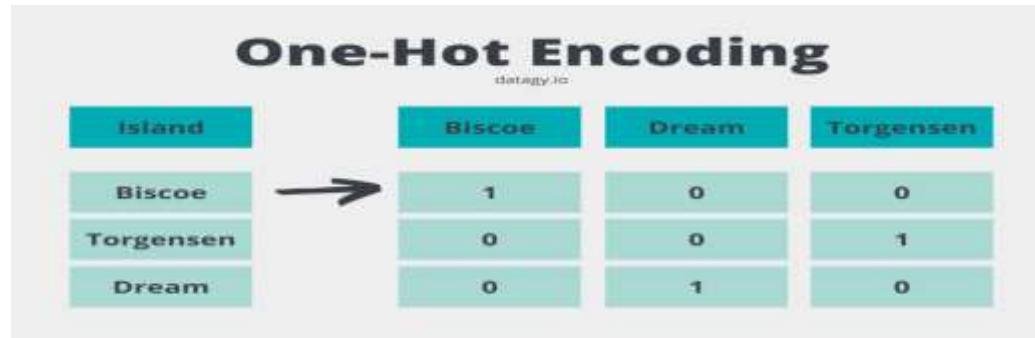 One-Hot Encoding
datagy.io
Island Biscoe Dream Torgensen
Biscoe 1 0 0
Torgensen 0 0 1
Dream 0 1 0